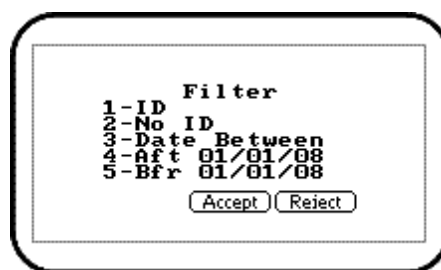 Filter
1-ID
2-No ID
3-Date Between
4-Aft 01/01/08
5-Bfr 01/01/08
Accept Reject